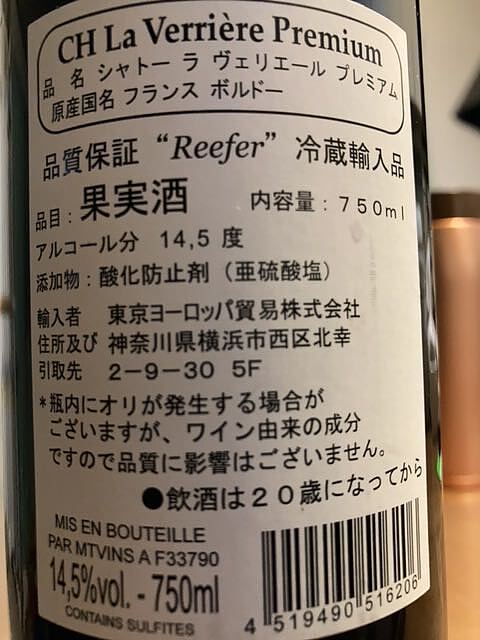 CH La Verrière Premium
品 名 シャトー ラ ヴェリエール プレミアム
原産国名 フランス ボルドー
品質保証 “Reefer” 冷蔵輸入品
品目：果実酒 内容量：７５０ｍｌ
アルコール分 14,5 度
添加物：酸化防止剤（亜硫酸塩）
輸入者 東京ヨーロッパ貿易株式会社
住所及び 神奈川県横浜市西区北幸
引取先 2－9－30 5F
＊瓶内にオリが発生する場合が
ございますが、ワイン由来の成分
ですので品質に影響はございません。
●飲酒は２０歳になってから
MIS EN BOUTEILLE
PAR MTVINS A F33790
14,5%vol. - 750ml
CONTAINS SULFITES
4 519490 516206